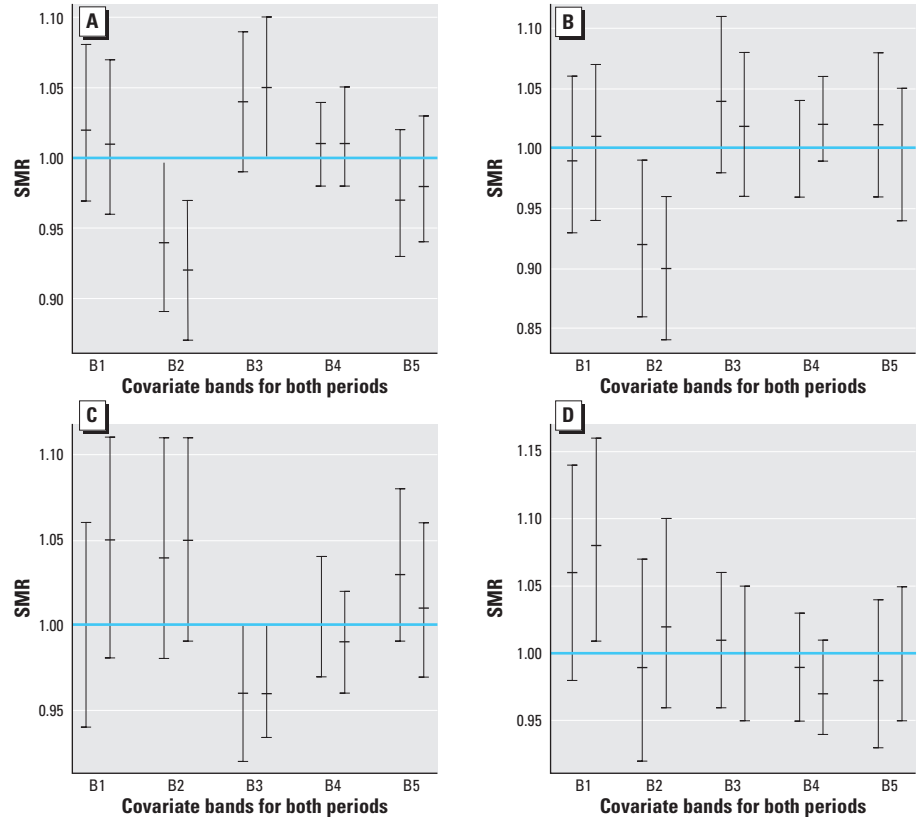 A
SMR
1.10
1.05
1.00
0.95
0.90
B1 B2 B3 B4 B5
Covariate bands for both periods
B
SMR
1.10
1.05
1.00
0.95
0.90
0.85
B1 B2 B3 B4 B5
Covariate bands for both periods
C
SMR
1.10
1.05
1.00
0.95
B1 B2 B3 B4 B5
Covariate bands for both periods
D
SMR
1.15
1.10
1.05
1.00
0.95
B1 B2 B3 B4 B5
Covariate bands for both periods